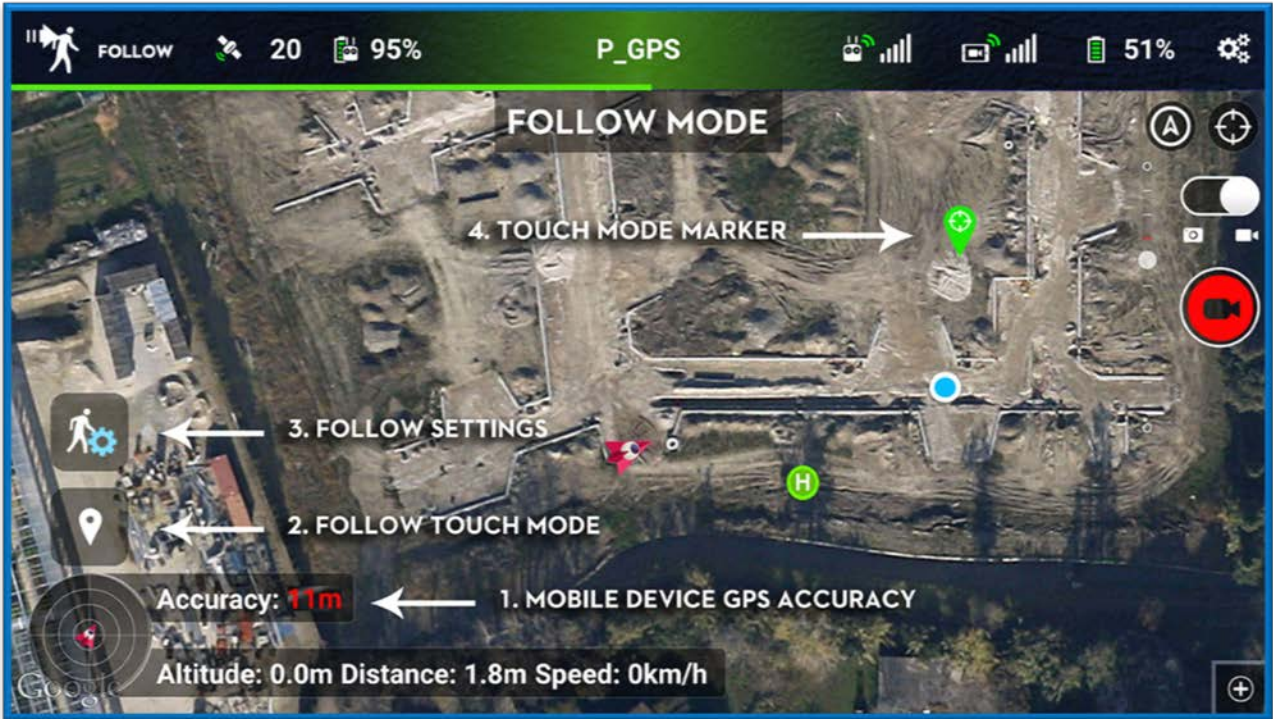 FOLLOW 20 95% P_GPS 51%
FOLLOW MODE
4. TOUCH MODE MARKER
3. FOLLOW SETTINGS
H
2. FOLLOW TOUCH MODE
Accuracy: 11m
1. MOBILE DEVICE GPS ACCURACY
Altitude: 0.0m Distance: 1.8m Speed: 0km/h
Google